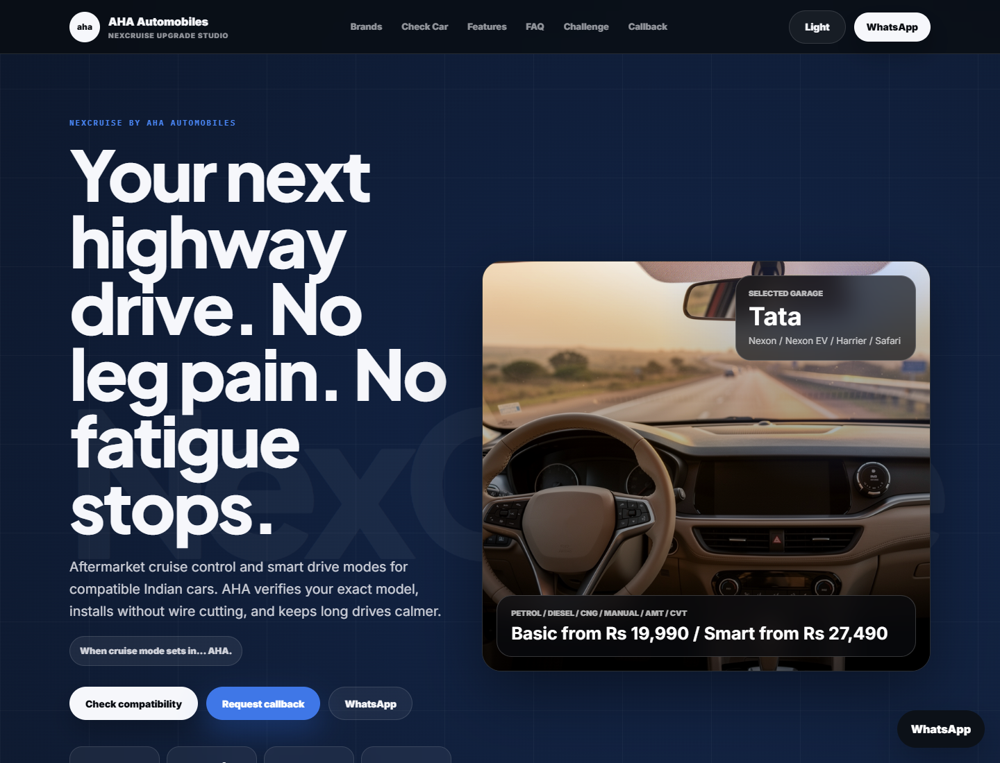 aha
AHA Automobiles
NEXCRUISE UPGRADE STUDIO
Brands
Check Car
Features
FAQ
Challenge
Callback
Light
WhatsApp
NEXCRUISE BY AHA AUTOMOBILES
Your next
highway
drive. No
leg pain. No
fatigue
stops.
Aftermarket cruise control and smart drive modes for
compatible Indian cars. AHA verifies your exact model,
installs without wire cutting, and keeps long drives calmer.
When cruise mode sets in... AHA.
Check compatibility
Request callback
WhatsApp
SELECTED GARAGE
Tata
Nexon / Nexon EV / Harrier / Safari
PETROL / DIESEL / CNG / MANUAL / AMT / CVT
Basic from Rs 19,990 / Smart from Rs 27,490
WhatsApp